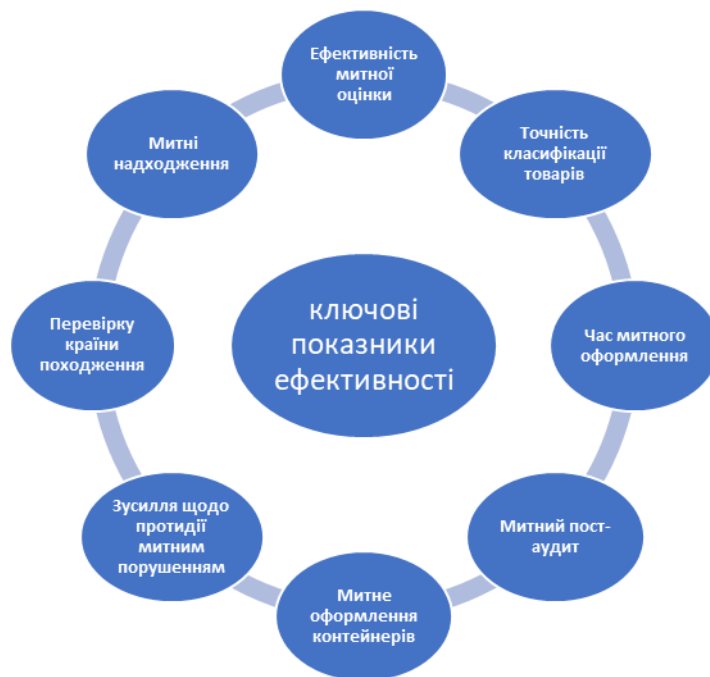 Ефективність
митної
оцінки
Точність
класифікації
товарів
Час митного
оформлення
Митний пост-
аудит
Митне
оформлення
контейнерів
Зусилля щодо
протидії
митним
порушенням
Перевірку
країни
походження
Митні
надходження
ключові
показники
ефективності